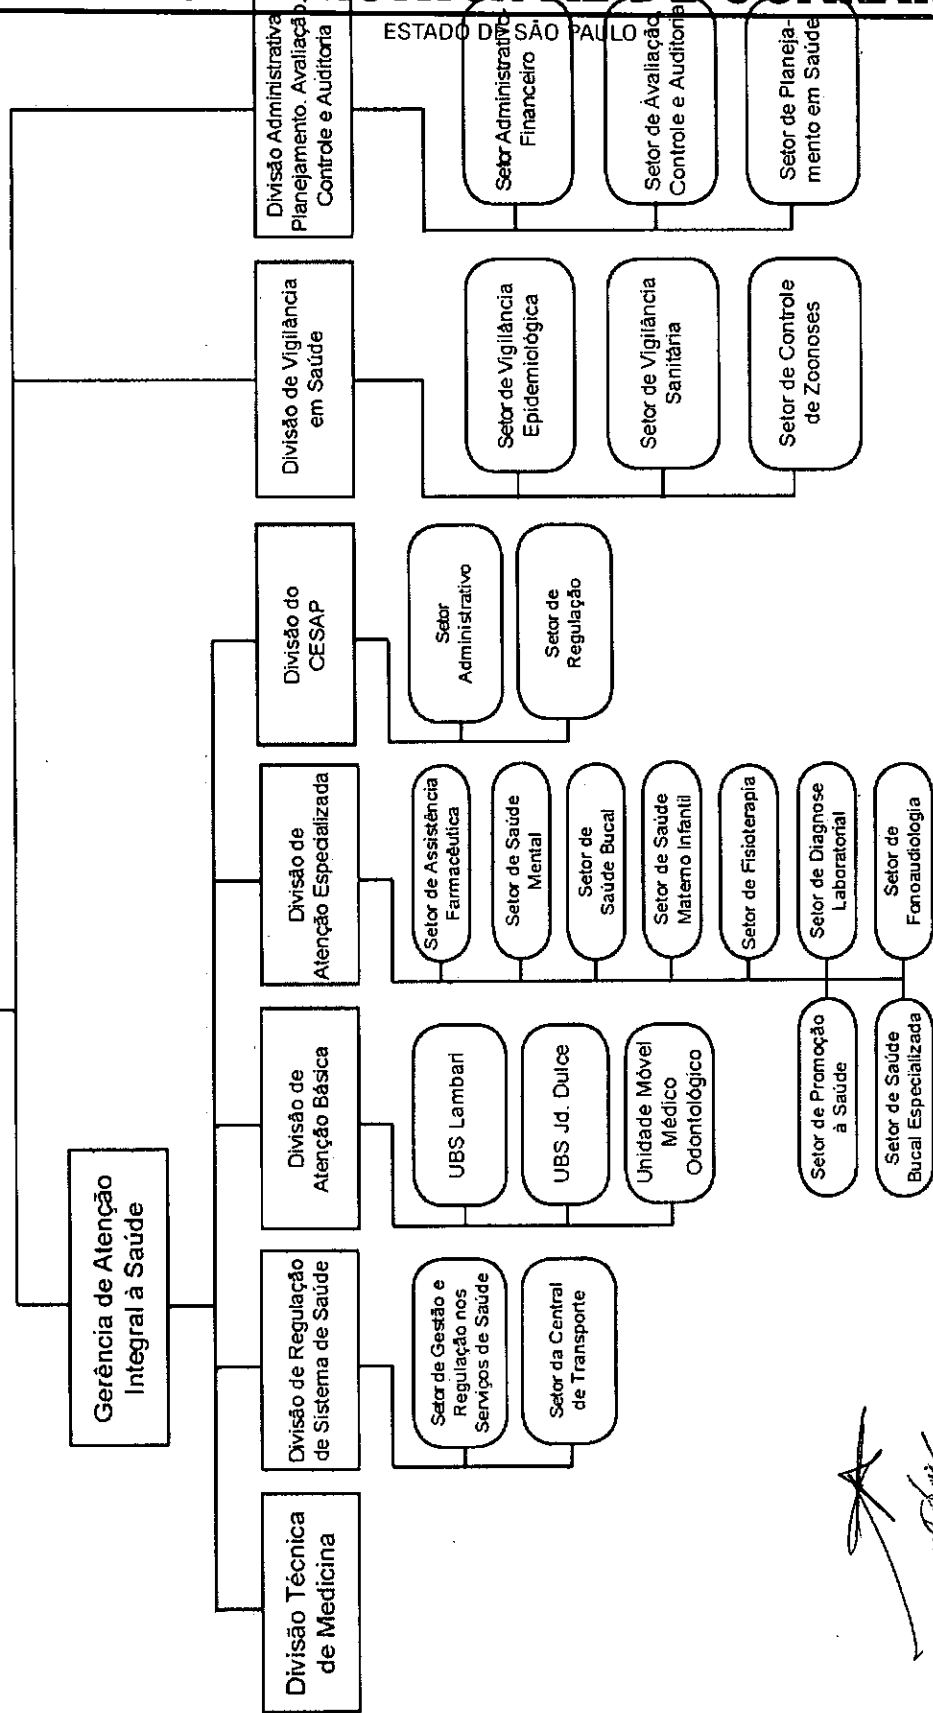 ESTADO DE SÃO PAULO
Gerência de Atenção
Integral à Saúde
Divisão Técnica
de Medicina
Divisão de Regulação
de Sistema de Saúde
Setor de Gestão e
Regulação nos
Serviços de Saúde
Setor da Central
de Transporte
Divisão de
Atenção Básica
UBS Lambari
UBS Jd. Dulce
Unidade Móvel
Médico
Odontológico
Divisão de
Atenção Especializada
Setor de Assistência
Farmacêutica
Setor de Saúde
Mental
Setor de
Saúde Bucal
Setor de Saúde
Materno Infantil
Setor de Fisioterapia
Setor de Diagnose
Laboratorial
Setor de
Fonoaudiologia
Setor de Promoção
à Saúde
Setor de Saúde
Bucal Especializada
Divisão do
CESAP
Setor
Administrativo
Setor de
Regulação
Divisão de Vigilância
em Saúde
Setor de Vigilância
Epidemiológica
Setor de Vigilância
Sanitária
Setor de Controle
de Zoonoses
Divisão Administrativa
Planejamento. Avaliação,
Controle e Auditoria
Setor Administrativo
Financeiro
Setor de Avaliação,
Controle e Auditoria
Setor de Planeja-
mento em Saúde